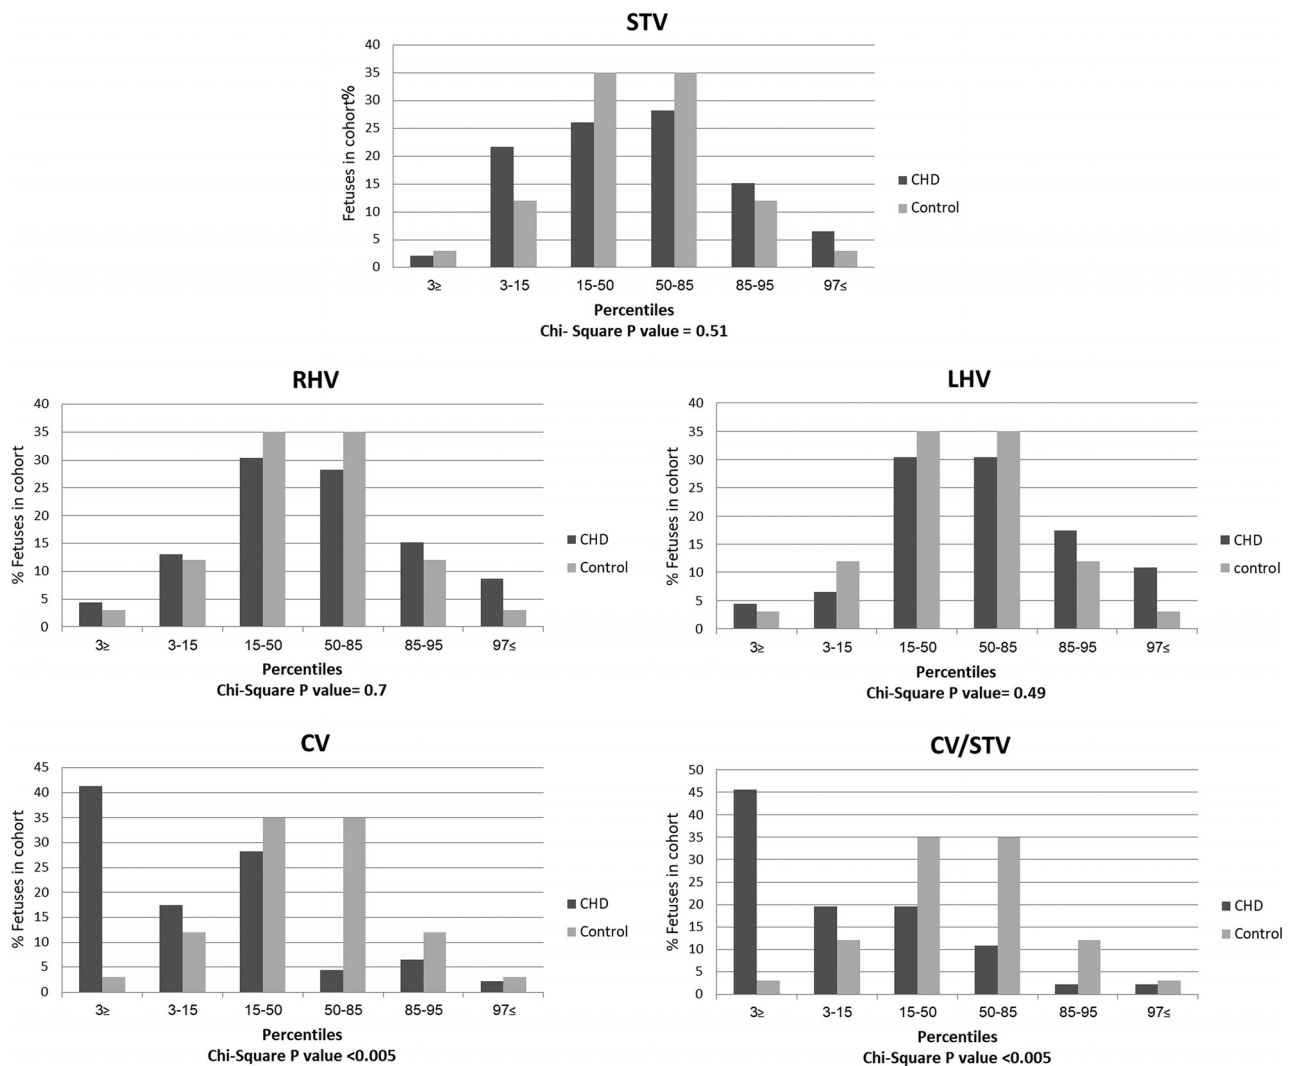 STV
Fetuses in cohort%
40
35
30
25
20
15
10
5
0
3≥ 3-15 15-50 50-85 85-95 97≤
Percentiles
Chi- Square P value = 0.51
CHD
Control
RHV
% Fetuses in cohort
40
35
30
25
20
15
10
5
0
3≥ 3-15 15-50 50-85 85-95 97≤
Percentiles
Chi-Square P value= 0.7
CHD
Control
LHV
% Fetuses in cohort
40
35
30
25
20
15
10
5
0
3≥ 3-15 15-50 50-85 85-95 97≤
Percentiles
Chi-Square P value= 0.49
CHD
control
CV
% Fetuses in cohort
45
40
35
30
25
20
15
10
5
0
3≥ 3-15 15-50 50-85 85-95 97≤
Percentiles
Chi-Square P value <0.005
CHD
Control
CV/STV
% Fetuses in cohort
50
45
40
35
30
25
20
15
10
5
0
3≥ 3-15 15-50 50-85 85-95 97≤
Percentiles
Chi-Square P value <0.005
CHD
Control